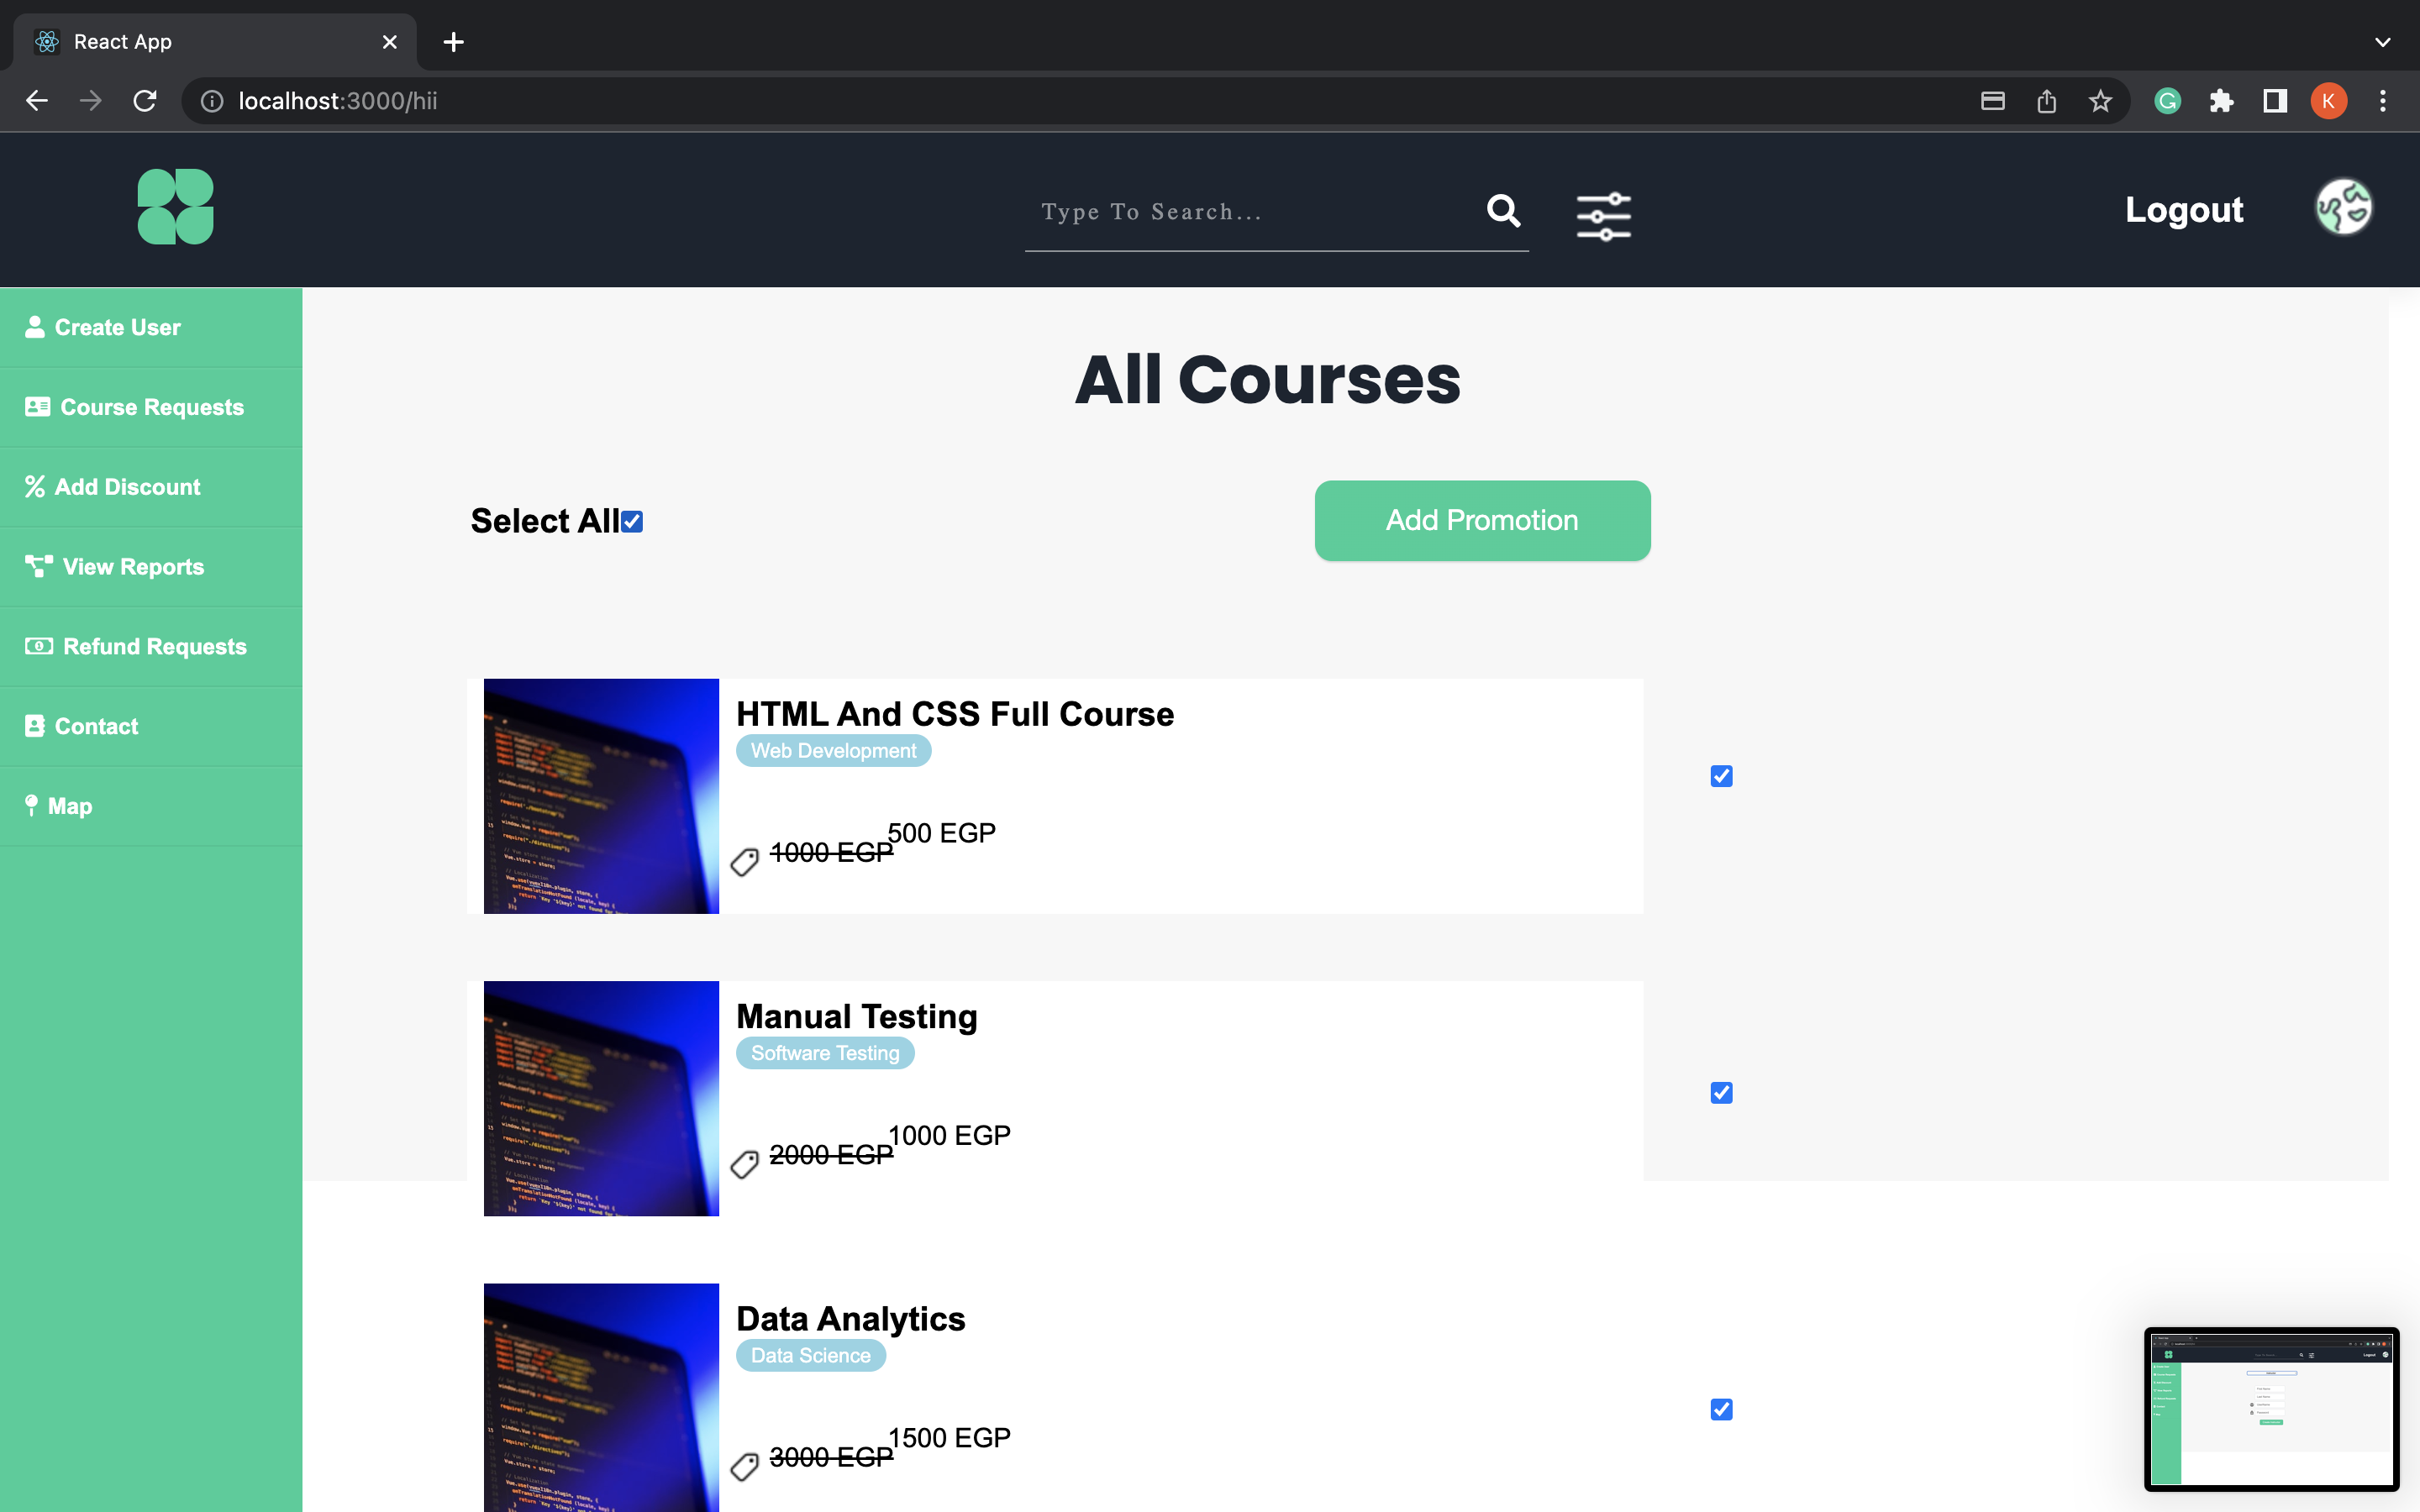 React App
localhost:3000/hii
K
Type To Search...
Logout
Create User
Course Requests
Add Discount
View Reports
Refund Requests
Contact
Map
All Courses
Select All
Add Promotion
HTML And CSS Full Course
Web Development
1000 EGP 500 EGP
Manual Testing
Software Testing
2000 EGP 1000 EGP
Data Analytics
Data Science
3000 EGP 1500 EGP